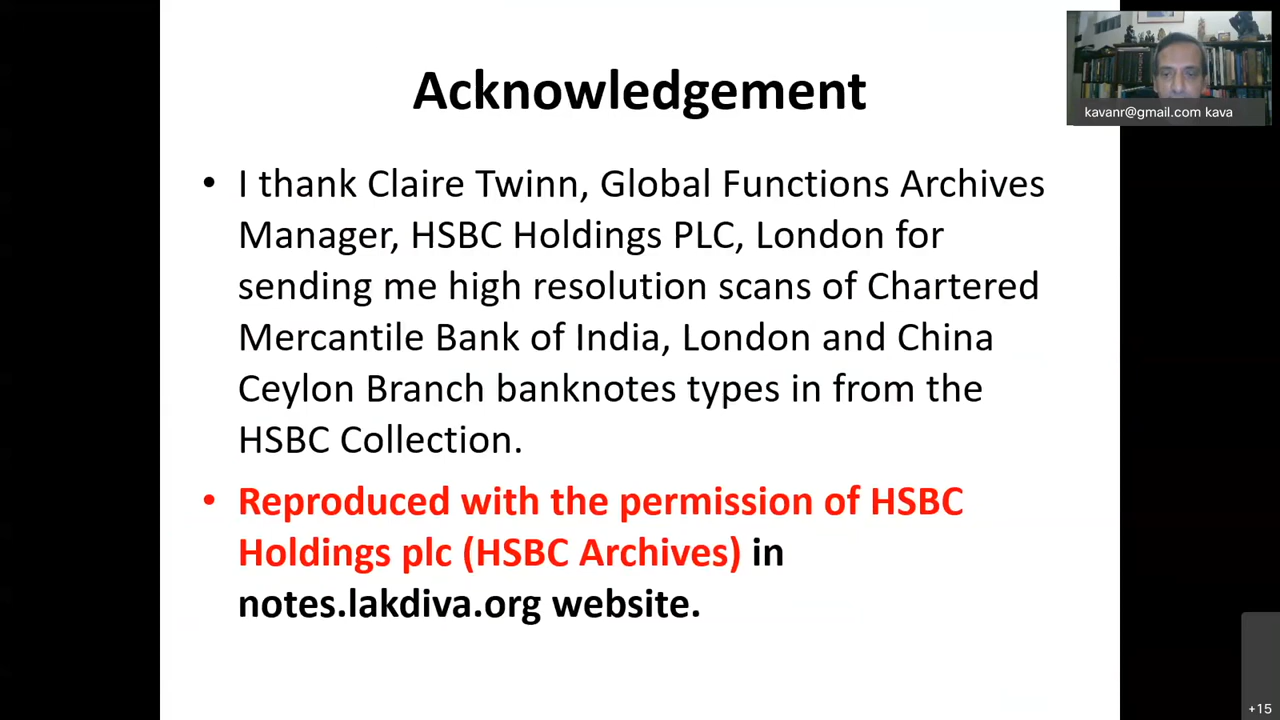 Acknowledgement
kavanr@gmail.com kava
• I thank Claire Twinn, Global Functions Archives
Manager, HSBC Holdings PLC, London for
sending me high resolution scans of Chartered
Mercantile Bank of India, London and China
Ceylon Branch banknotes types in from the
HSBC Collection.
• Reproduced with the permission of HSBC
Holdings plc (HSBC Archives) in
notes.lakdiva.org website.
+15